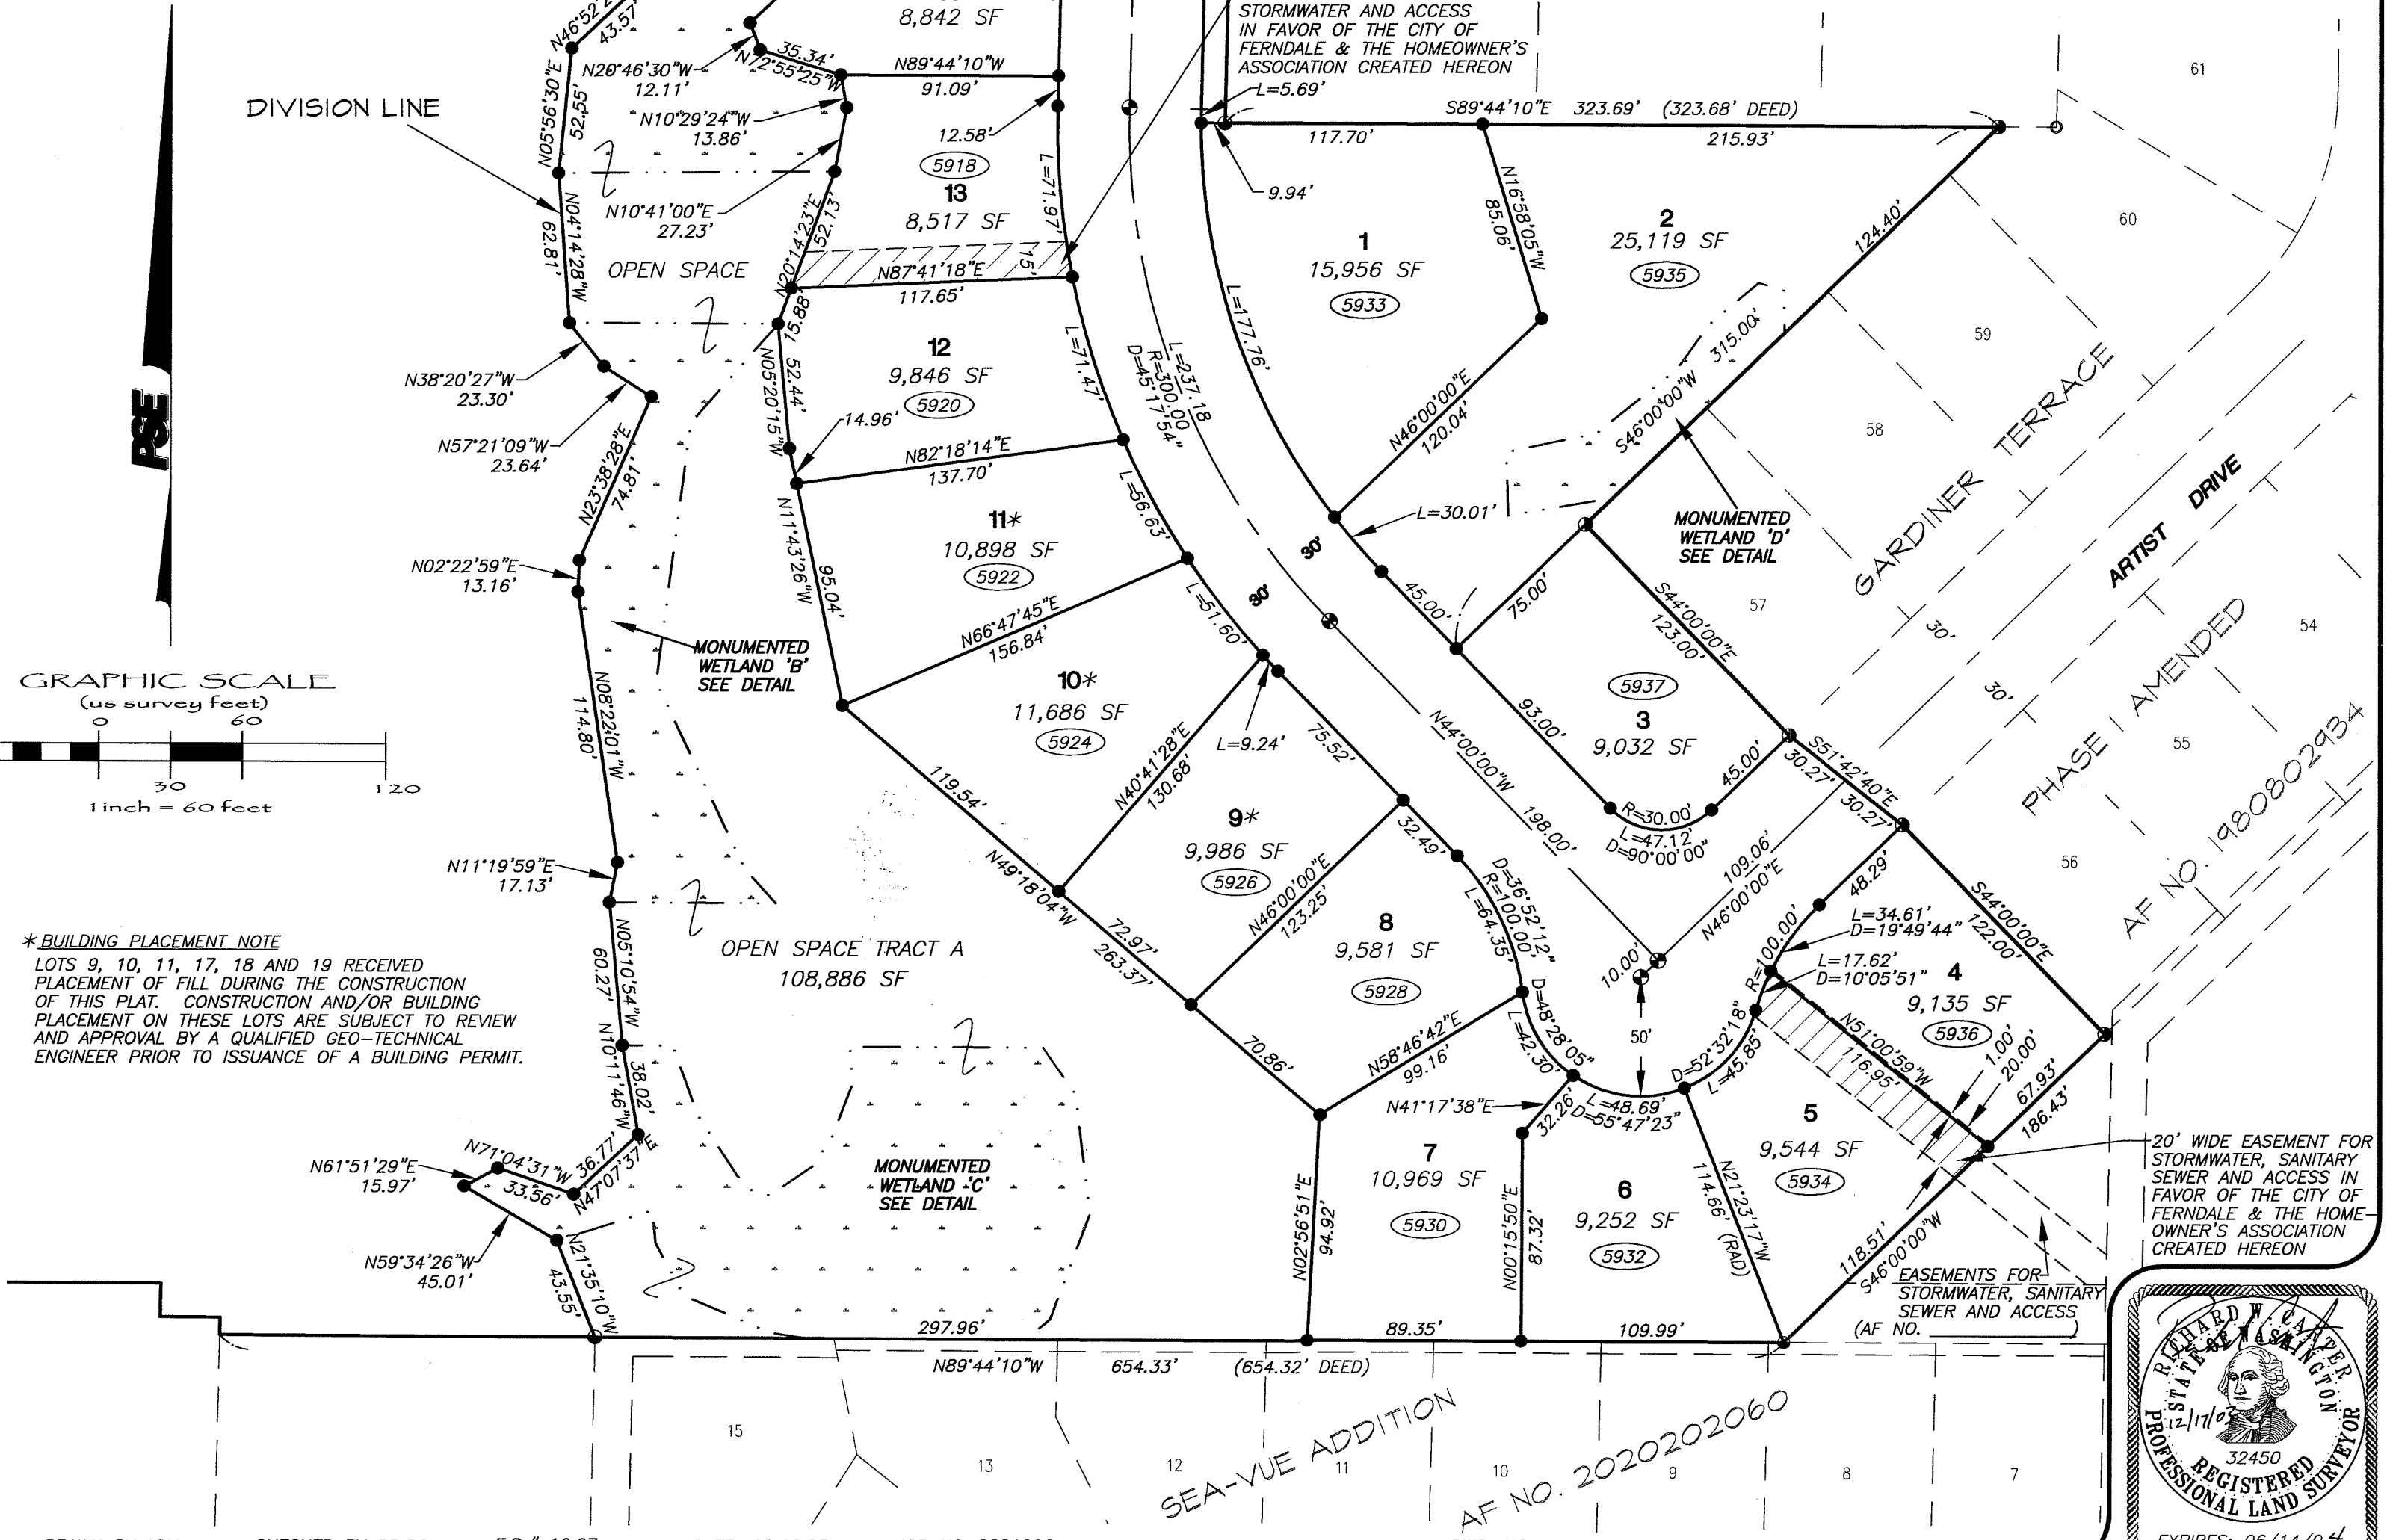 N46°52'2
43.57'
8,842 SF
STORMWATER AND ACCESS
IN FAVOR OF THE CITY OF
FERNDALE & THE HOMEOWNER'S
ASSOCIATION CREATED HEREON
61
DIVISION LINE
N05°56'30"E
52.55'
N20°46'30"W
12.11'
35.34'
N72°55'25"W
N89°44'10"W
91.09'
L=5.69'
S89°44'10"E 323.69' (323.68' DEED)
N10°29'24"W
13.86'
12.58'
117.70'
215.93'
9.94'
5918
13
8,517 SF
L=71.97'
N10°41'00"E
27.23'
N20°14'23"E
52.13'
N04°14'28"W
62.81'
OPEN SPACE
15'
N87°41'18"E
117.65'
15.88'
N16°58'05"W
85.06'
1
15,956 SF
5933
2
25,119 SF
5935
124.40'
60
59
58
57
L=177.76'
S46°00'00"W 315.00'
PSE
N38°20'27"W
23.30'
N57°21'09"W
23.64'
N05°20'15"W
52.44'
12
9,846 SF
5920
14.96'
L=71.47'
L=237.18
R=300.00
D=45°17'54"
N46°00'00"E
120.04'
N82°18'14"E
137.70'
N23°38'28"E
74.81'
N02°22'59"E
13.16'
N11°43'26"W
95.04'
11*
10,898 SF
5922
L=56.63'
30'
30'
L=30.01'
45.00'
75.00'
MONUMENTED
WETLAND 'D'
SEE DETAIL
GARDINER TERRACE
ARTIST DRIVE
30'
30'
54
PHASE I AMENDED
55
AF NO. 1980802934
56
GRAPHIC SCALE
(us survey feet)
0 60
30 120
1 inch = 60 feet
MONUMENTED
WETLAND 'B'
SEE DETAIL
N08°22'01"W
114.80'
N66°47'45"E
156.84'
L=51.60'
10*
11,686 SF
5924
L=9.24'
75.52'
N44°00'00"W 198.00'
93.00'
5937
3
9,032 SF
S44°00'00"E
123.00'
45.00'
S51°42'40"E
30.27'
30.27'
R=30.00'
L=47.12'
D=90°00'00"
119.54'
N40°41'28"E
130.68'
9*
9,986 SF
5926
N49°18'04"W
72.97'
263.37'
N46°00'00"E
123.25'
32.49'
D=36°52'12"
R=100.00'
L=64.35'
109.06'
N46°00'00"E
10.00'
50'
48.29'
R=100.00'
L=34.61'
D=19°49'44"
L=17.62'
D=10°05'51"
S44°00'00"E
122.00'
4
9,135 SF
5936
N51°00'59"W
116.95'
1.00'
20.00'
67.93'
186.43'
N11°19'59"E
17.13'
* BUILDING PLACEMENT NOTE
LOTS 9, 10, 11, 17, 18 AND 19 RECEIVED
PLACEMENT OF FILL DURING THE CONSTRUCTION
OF THIS PLAT. CONSTRUCTION AND/OR BUILDING
PLACEMENT ON THESE LOTS ARE SUBJECT TO REVIEW
AND APPROVAL BY A QUALIFIED GEO-TECHNICAL
ENGINEER PRIOR TO ISSUANCE OF A BUILDING PERMIT.
N05°10'54"W
60.27'
OPEN SPACE TRACT A
108,886 SF
8
9,581 SF
5928
N10°11'46"W
38.02'
70.86'
N58°46'42"E
99.16'
D=48°28'05"
L=42.30'
D=52°32'18"
L=45.85'
L=48.69'
D=55°47'23"
N41°17'38"E
32.26'
N61°51'29"E
15.97'
N71°04'31"W
33.56'
36.77'
N47°07'37"E
N59°34'26"W
45.01'
N21°35'10"W
43.55'
MONUMENTED
WETLAND 'C'
SEE DETAIL
N02°56'51"E
94.92'
7
10,969 SF
5930
N00°15'50"E
87.32'
6
9,252 SF
5932
N21°23'17"W
114.66' (RAD)
5
9,544 SF
5934
118.51'
S46°00'00"W
20' WIDE EASEMENT FOR
STORMWATER, SANITARY
SEWER AND ACCESS IN
FAVOR OF THE CITY OF
FERNDALE & THE HOME-
OWNER'S ASSOCIATION
CREATED HEREON
EASEMENTS FOR
STORMWATER, SANITARY
SEWER AND ACCESS
(AF NO. )
297.96'
89.35'
109.99'
N89°44'10"W 654.33' (654.32' DEED)
15
13
12
11
10
9
8
7
SEA-VUE ADDITION
AF NO. 2020202060
RICHARD W. CARTER
STATE OF WASHINGTON
12/17/03
32450
REGISTERED
PROFESSIONAL LAND SURVEYOR